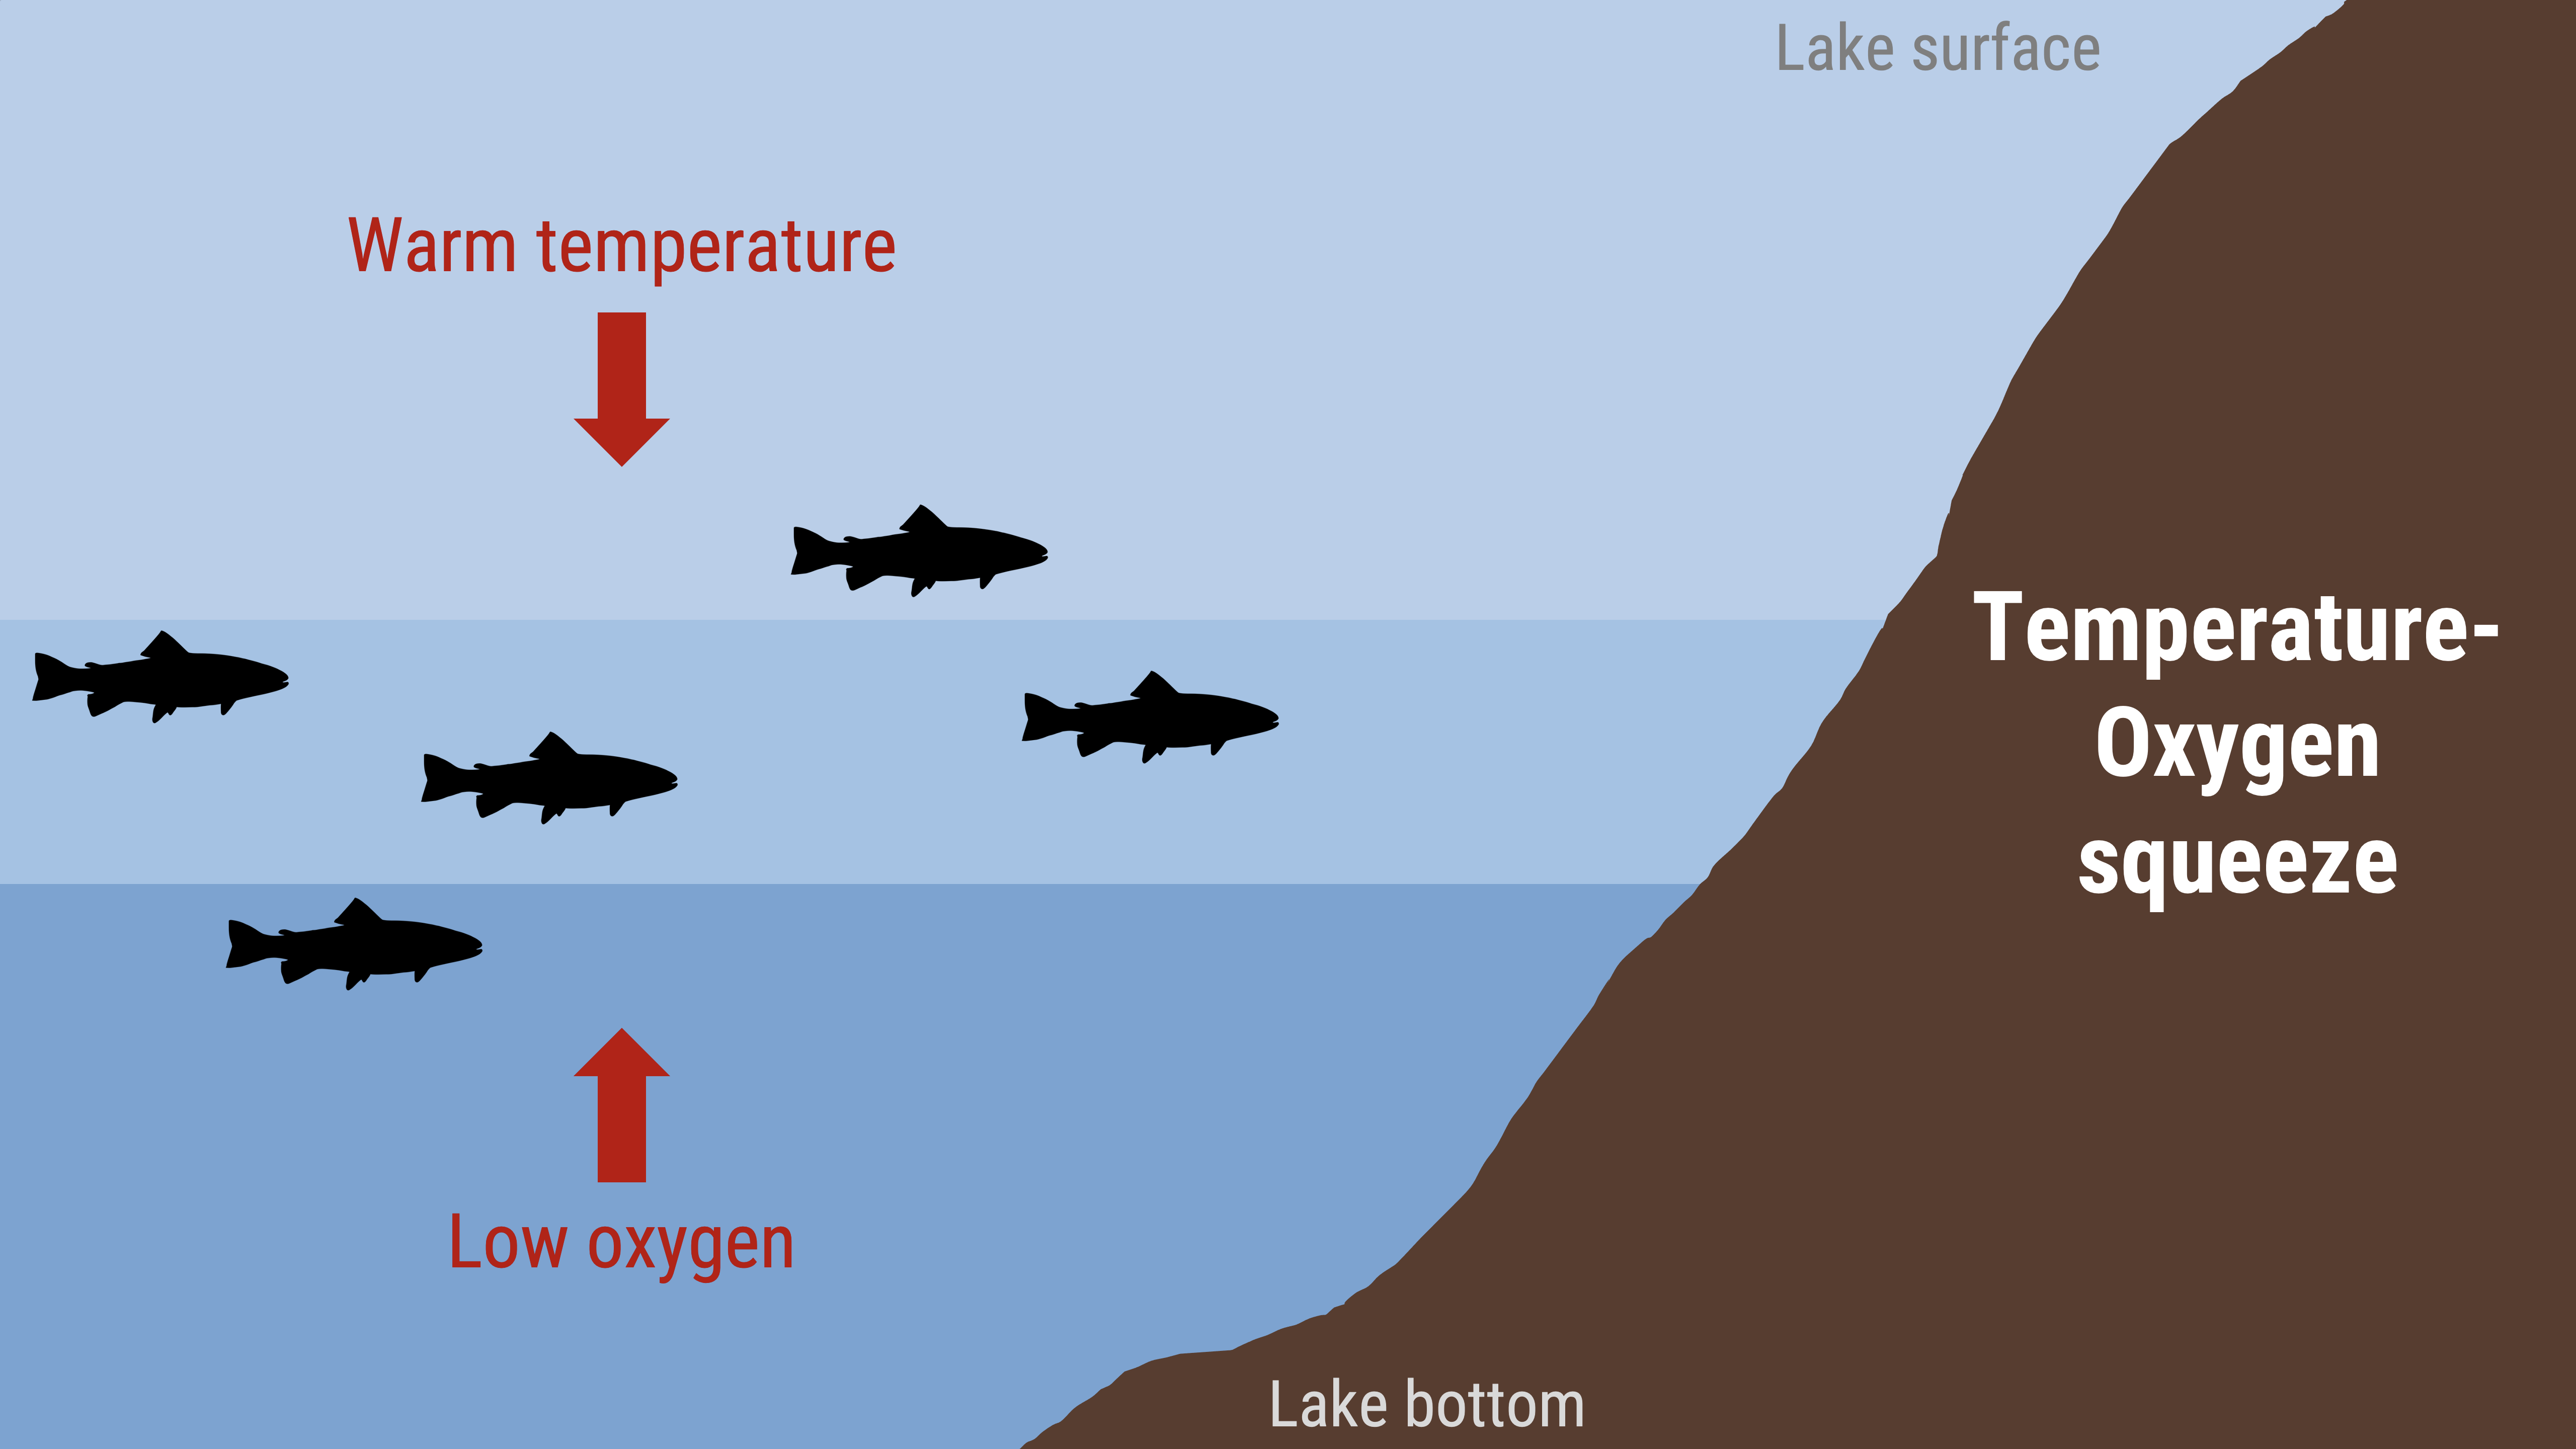 Lake surface
Warm temperature
Temperature-
Oxygen
squeeze
Low oxygen
Lake bottom